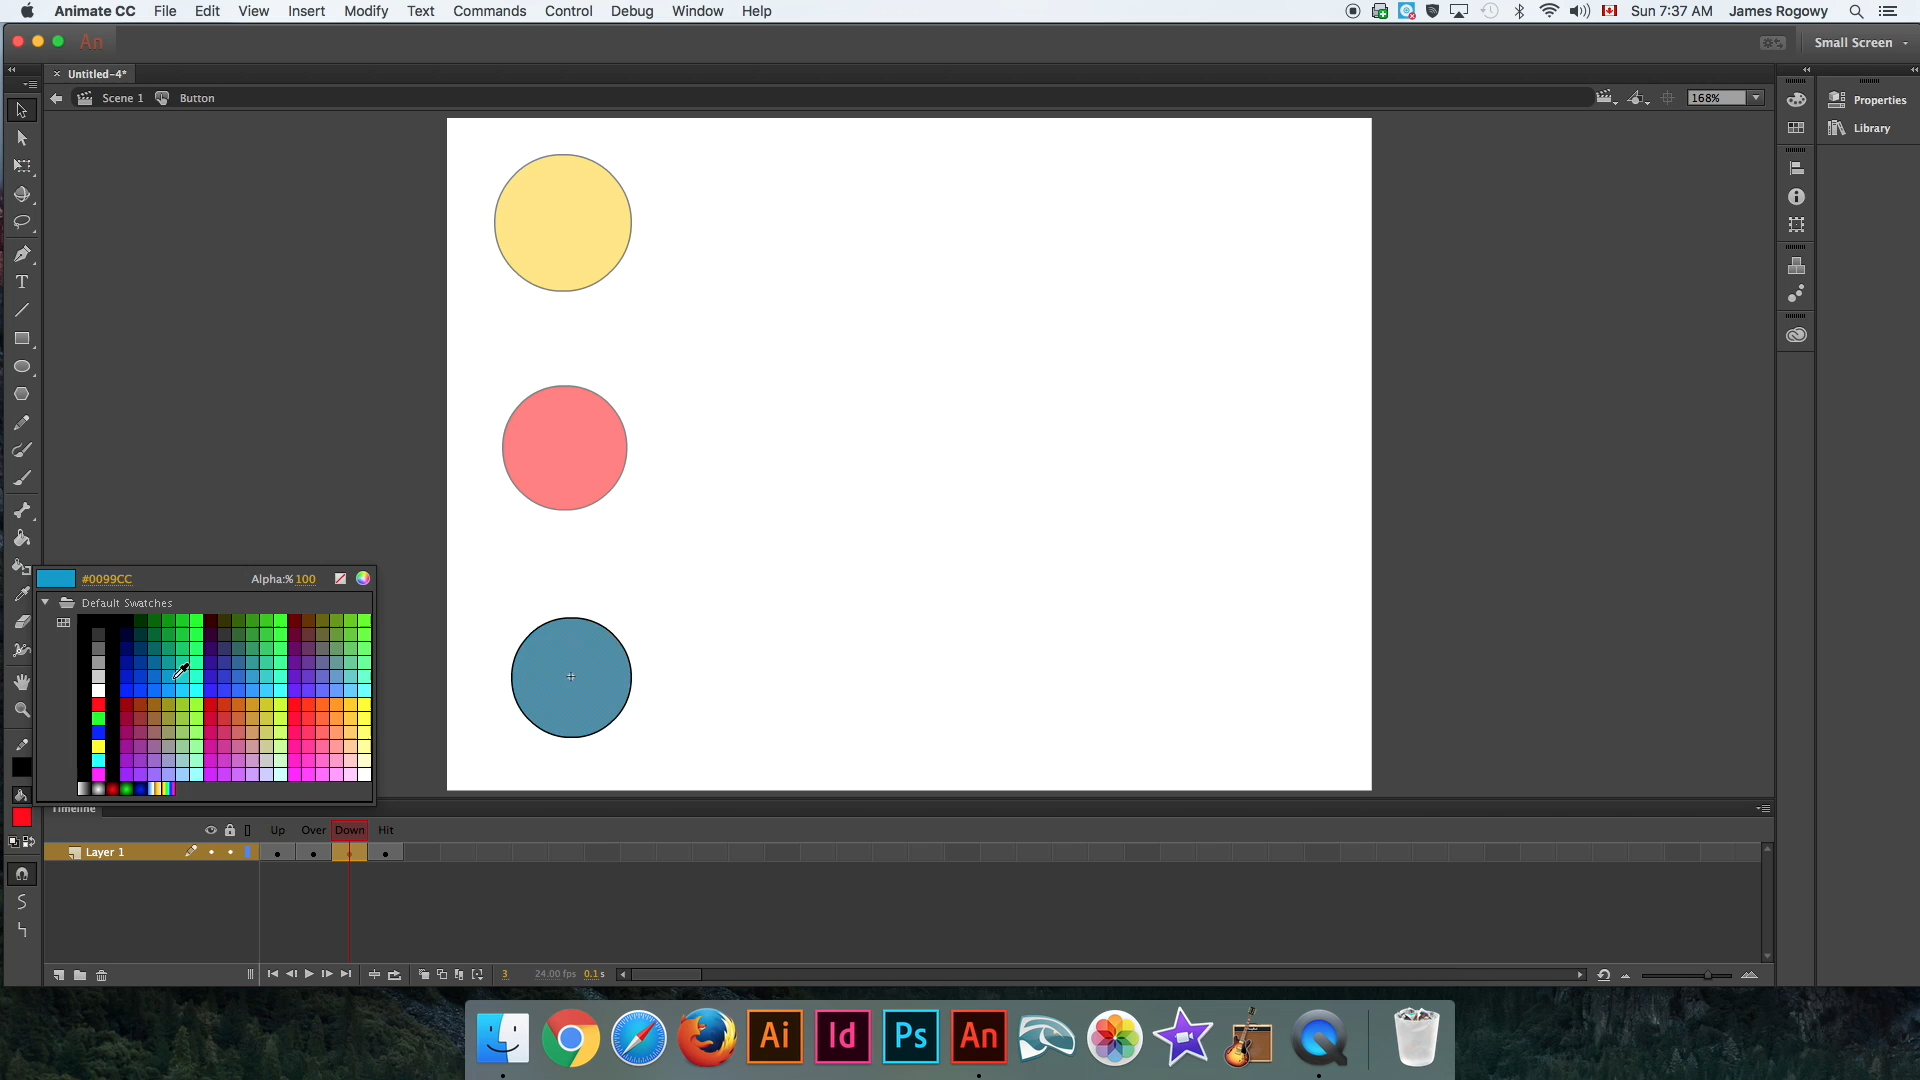 Animate CC File Edit View Insert Modify Text Commands Control Debug Window Help Sun 7:37 AM James Rogowy
An Small Screen
Untitled-4*
Scene 1 Button 168% Properties
Library
T
#0099CC Alpha:% 100
Default Swatches
Timeline
Up Over Down Hit
Layer 1
3 24.00 fps 0.1 s
Ai Id Ps An